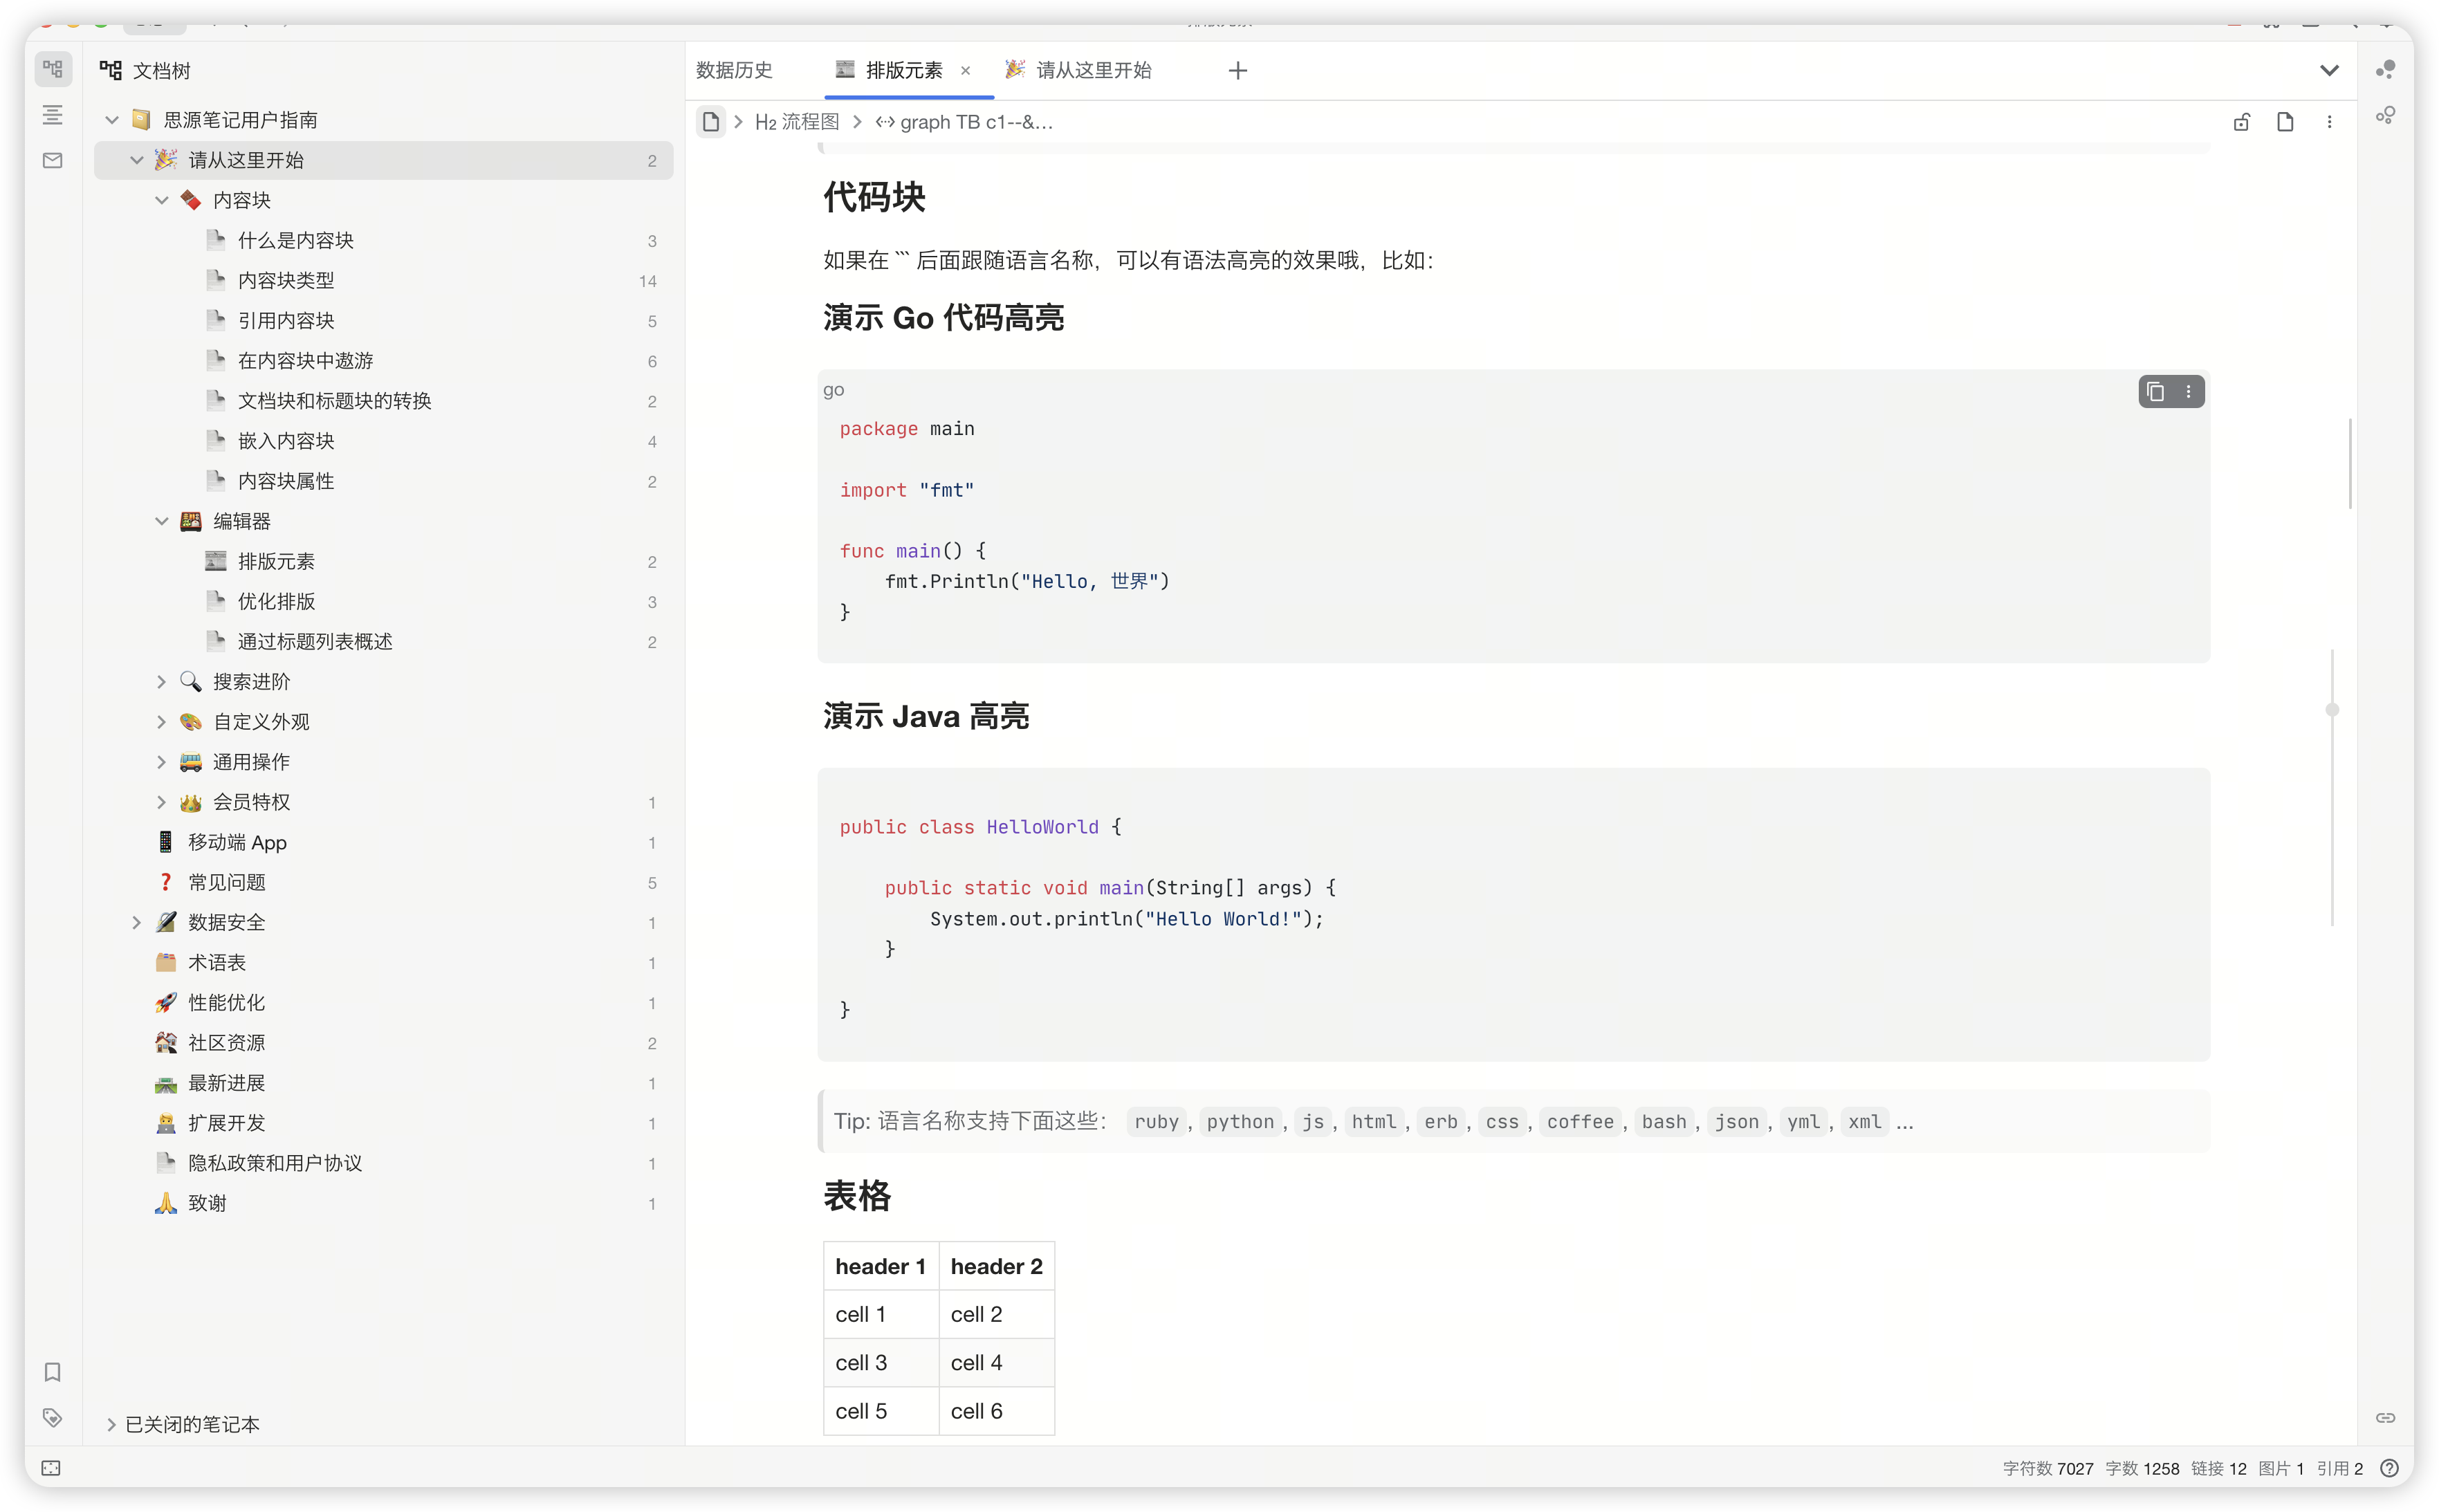 文档树
思源笔记用户指南
请从这里开始 2
内容块
什么是内容块 3
内容块类型 14
引用内容块 5
在内容块中遨游 6
文档块和标题块的转换 2
嵌入内容块 4
内容块属性 2
编辑器
排版元素 2
优化排版 3
通过标题列表概述 2
搜索进阶
自定义外观
通用操作
会员特权 1
移动端 App 1
常见问题 5
数据安全 1
术语表 1
性能优化 1
社区资源 2
最新进展 1
扩展开发 1
隐私政策和用户协议 1
致谢 1
已关闭的笔记本
数据历史 排版元素 请从这里开始
H2 流程图 graph TB c1--&...
代码块
如果在 ``` 后面跟随语言名称，可以有语法高亮的效果哦，比如：
演示 Go 代码高亮
go
package main
import "fmt"
func main() {
    fmt.Println("Hello, 世界")
}
演示 Java 高亮
public class HelloWorld {
    public static void main(String[] args) {
        System.out.println("Hello World!");
    }
}
Tip: 语言名称支持下面这些： ruby, python, js, html, erb, css, coffee, bash, json, yml, xml ...
表格
header 1 header 2
cell 1 cell 2
cell 3 cell 4
cell 5 cell 6
字符数 7027 字数 1258 链接 12 图片 1 引用 2